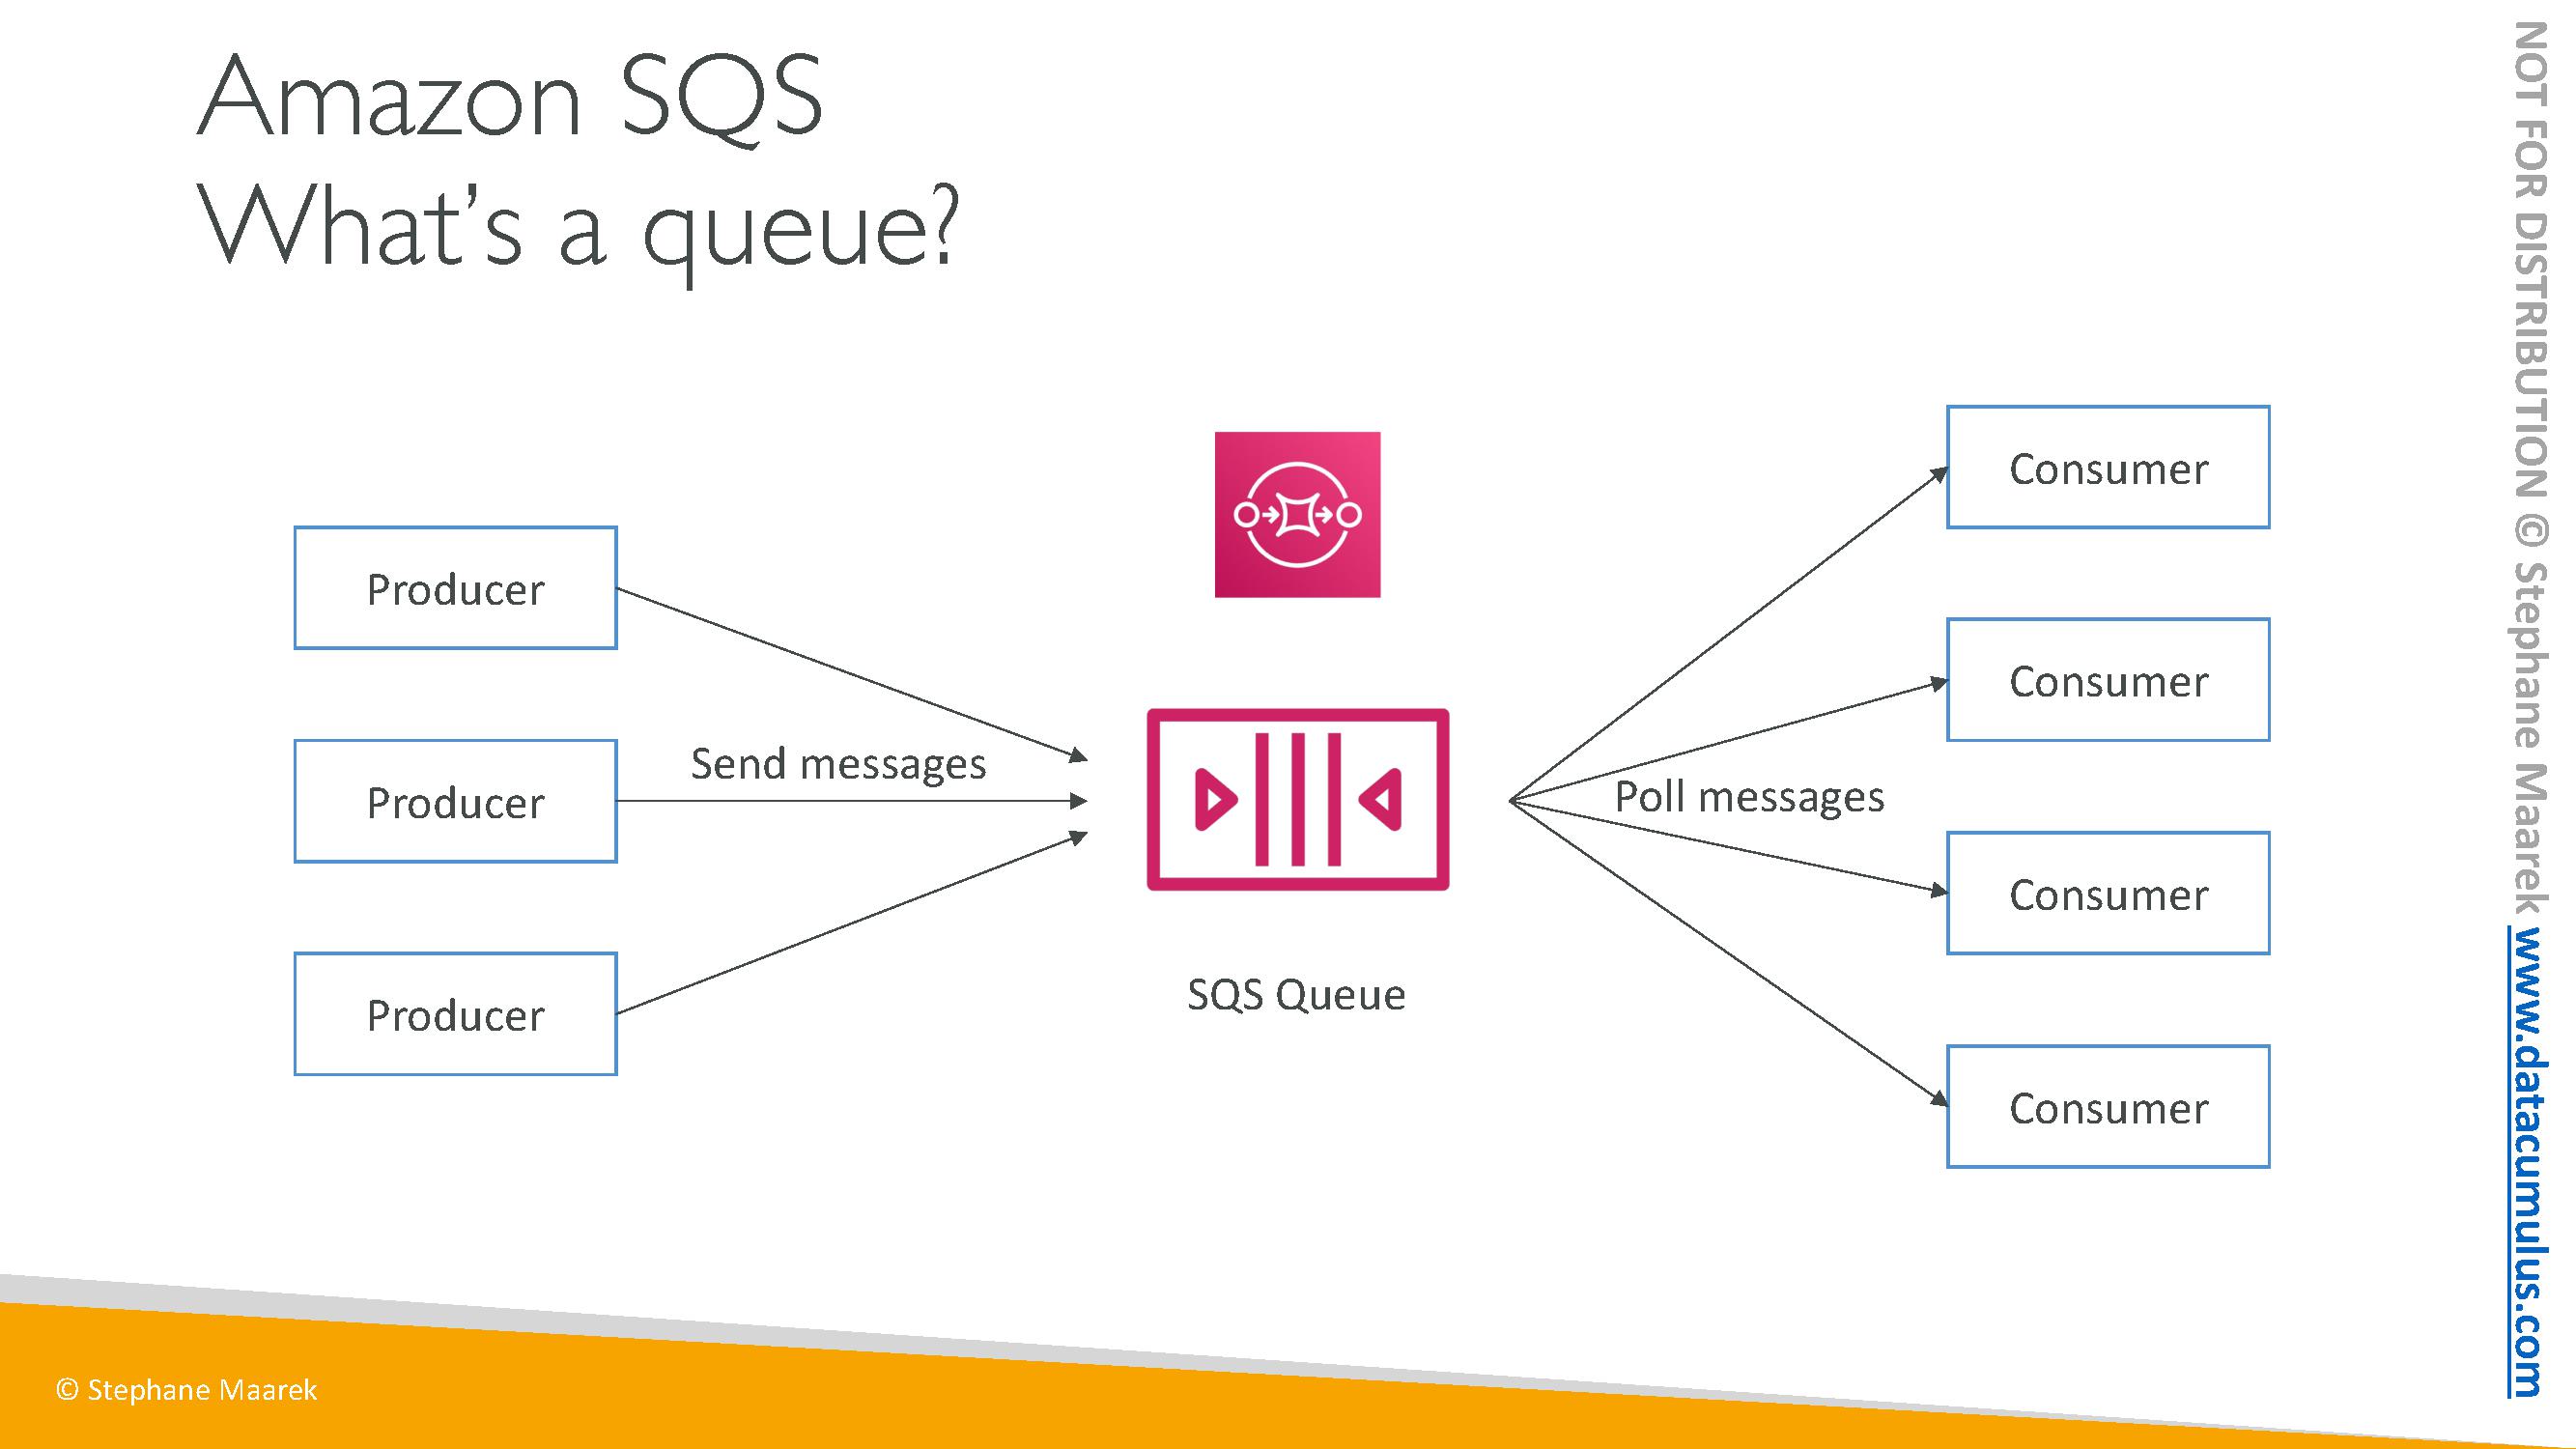 Amazon SQS
What’s a queue?
Producer
Producer
Producer
Send messages
SQS Queue
Poll messages
Consumer
Consumer
Consumer
Consumer
© Stephane Maarek
NOT FOR DISTRIBUTION © Stephane Maarek www.datacumulus.com